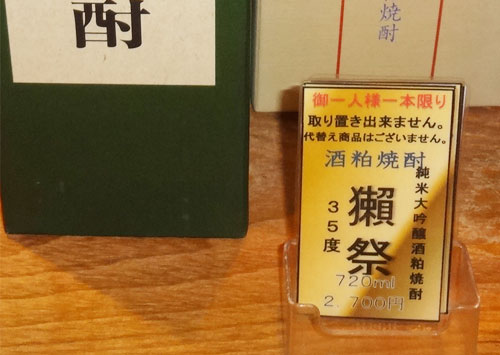 酎
焼酎
御一人様一本限り
取り置き出来ません。
代替え商品はございません。
酒粕焼酎
純米大吟醸酒粕焼酎
獺祭
35度
720ml
2,700円